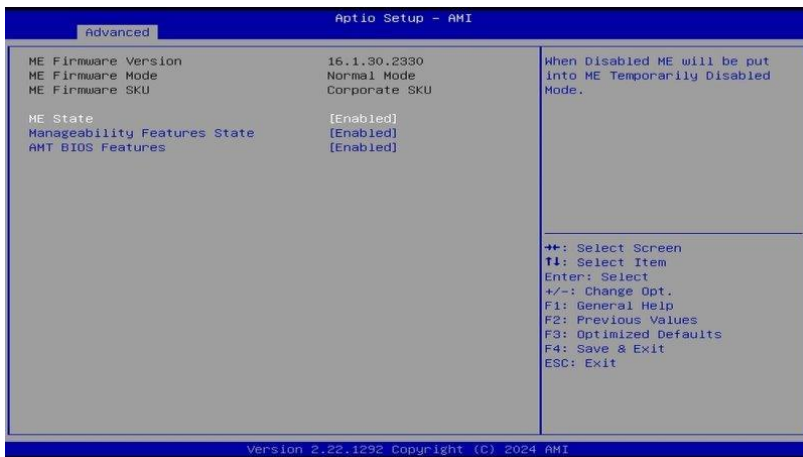 Aptio Setup – AMI
Advanced
ME Firmware Version 16.1.30.2330
ME Firmware Mode Normal Mode
ME Firmware SKU Corporate SKU
ME State [Enabled]
Manageability Features State [Enabled]
AMT BIOS Features [Enabled]
When Disabled ME will be put
into ME Temporarily Disabled
Mode.
→←: Select Screen
↑↓: Select Item
Enter: Select
+/-: Change Opt.
F1: General Help
F2: Previous Values
F3: Optimized Defaults
F4: Save & Exit
ESC: Exit
Version 2.22.1292 Copyright (C) 2024 AMI